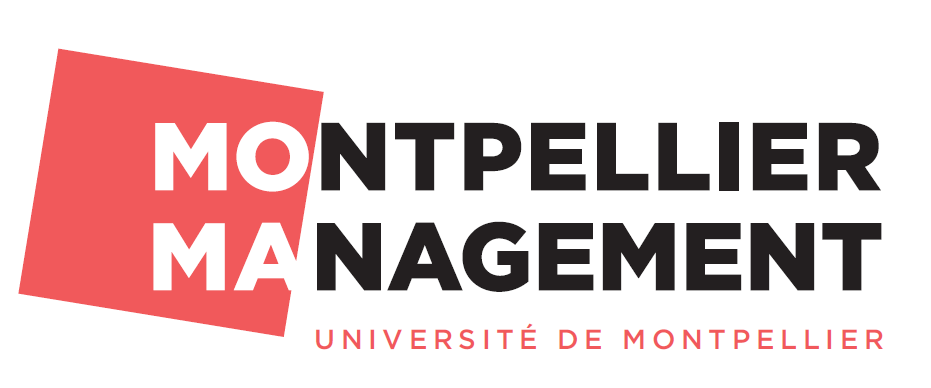 MONTPELLIER
MANAGEMENT
UNIVERSITÉ DE MONTPELLIER